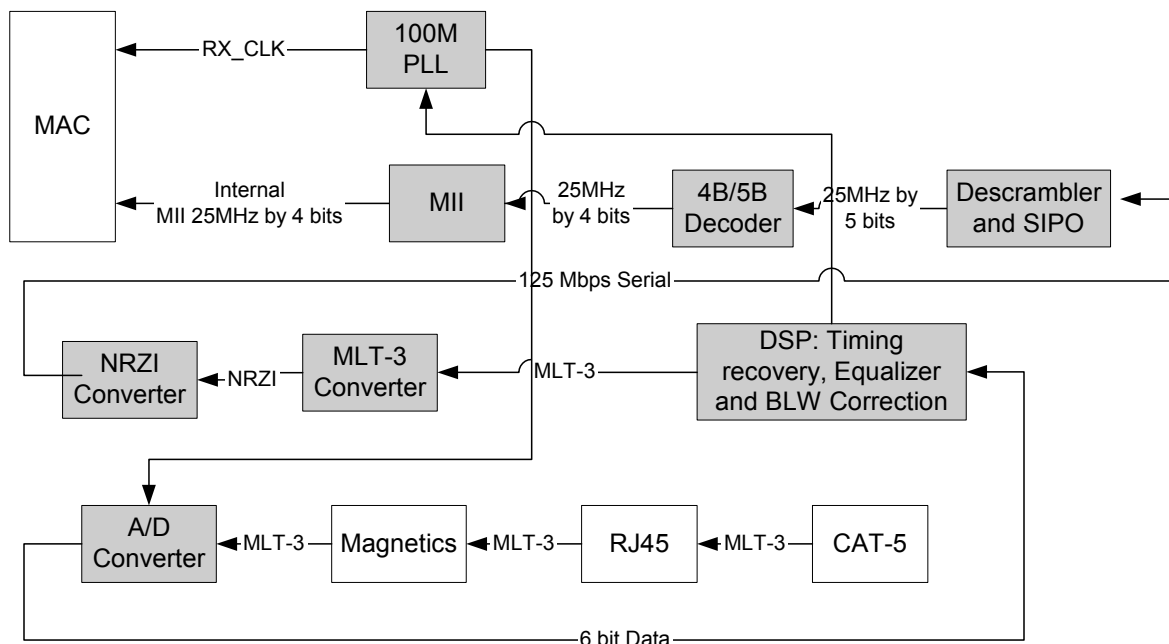 100M
PLL
RX_CLK
MAC
Internal
MII 25MHz by 4 bits
MII
25MHz
by 4 bits
4B/5B
Decoder
25MHz by
5 bits
Descrambler
and SIPO
125 Mbps Serial
NRZI
Converter
NRZI
MLT-3
Converter
MLT-3
DSP: Timing
recovery, Equalizer
and BLW Correction
A/D
Converter
MLT-3
Magnetics
MLT-3
RJ45
MLT-3
CAT-5
6 bit Data